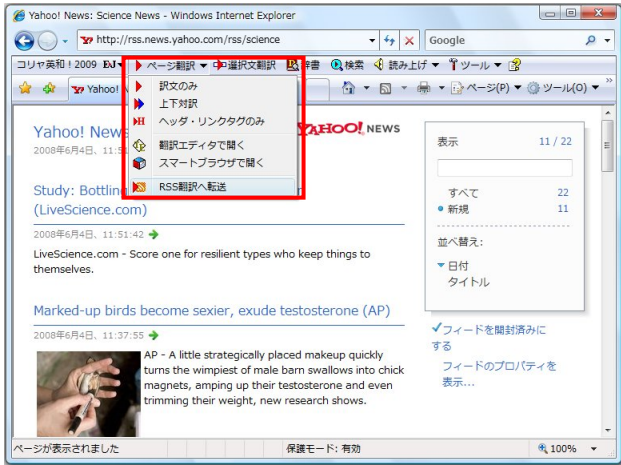 Yahoo! News: Science News - Windows Internet Explorer
http://rss.news.yahoo.com/rss/science
Google
コリャ英和！2009 EJ ページ翻訳 選択文翻訳 辞書 検索 読み上げ ツール
Yahoo! ページ(P) ツール(O) »
訳文のみ
上下対訳
ヘッダ・リンクタグのみ
翻訳エディタで開く
スマートブラウザで開く
RSS翻訳へ転送
Yahoo! News
YAHOO! NEWS
2008年6月4日、11:5
Study: Bottling
(LiveScience.com)
2008年6月4日、11:51:42
LiveScience.com - Score one for resilient types who keep things to
themselves.
Marked-up birds become sexier, exude testosterone (AP)
2008年6月4日、11:37:55
AP - A little strategically placed makeup quickly
turns the wimpiest of male barn swallows into chick
magnets, amping up their testosterone and even
trimming their weight, new research shows.
表示 11 / 22
すべて 22
新規 11
並べ替え:
日付
タイトル
フィードを開封済みに
する
フィードのプロパティを
表示...
ページが表示されました 保護モード: 有効 100%